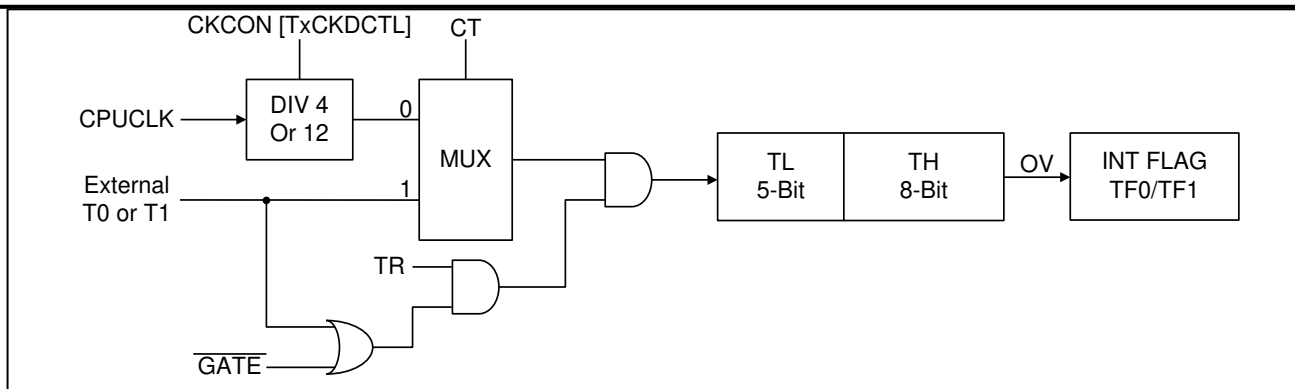 CKCON [TxCKDCTL]
CT
CPUCLK
DIV 4
Or 12
0
MUX
External
T0 or T1
1
TL
5-Bit
TH
8-Bit
OV
INT FLAG
TF0/TF1
TR
GATE